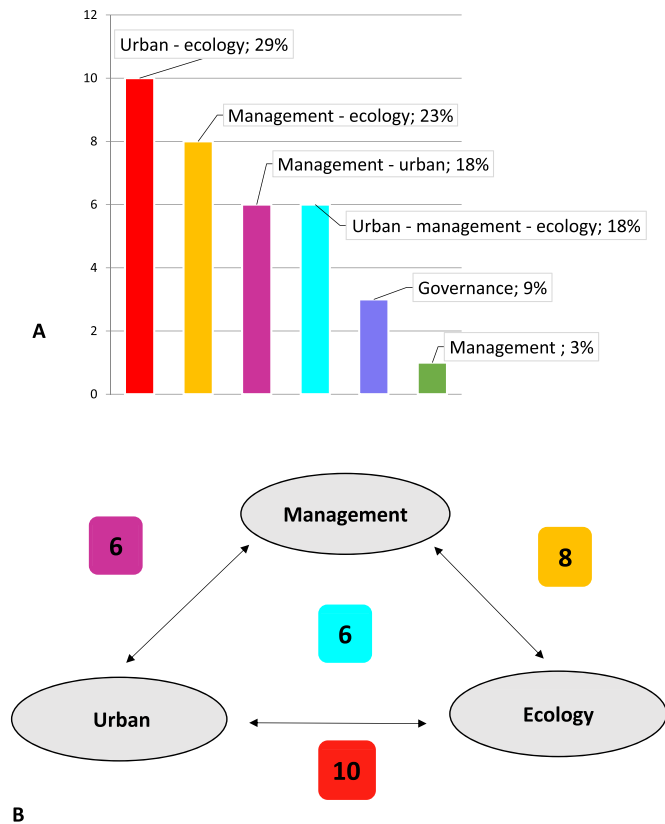 12
Urban - ecology; 29%
10
Management - ecology; 23%
8
Management - urban; 18%
6
Urban - management - ecology; 18%
4
Governance; 9%
A
2
Management ; 3%
0
Management
6
8
6
Urban
Ecology
10
B